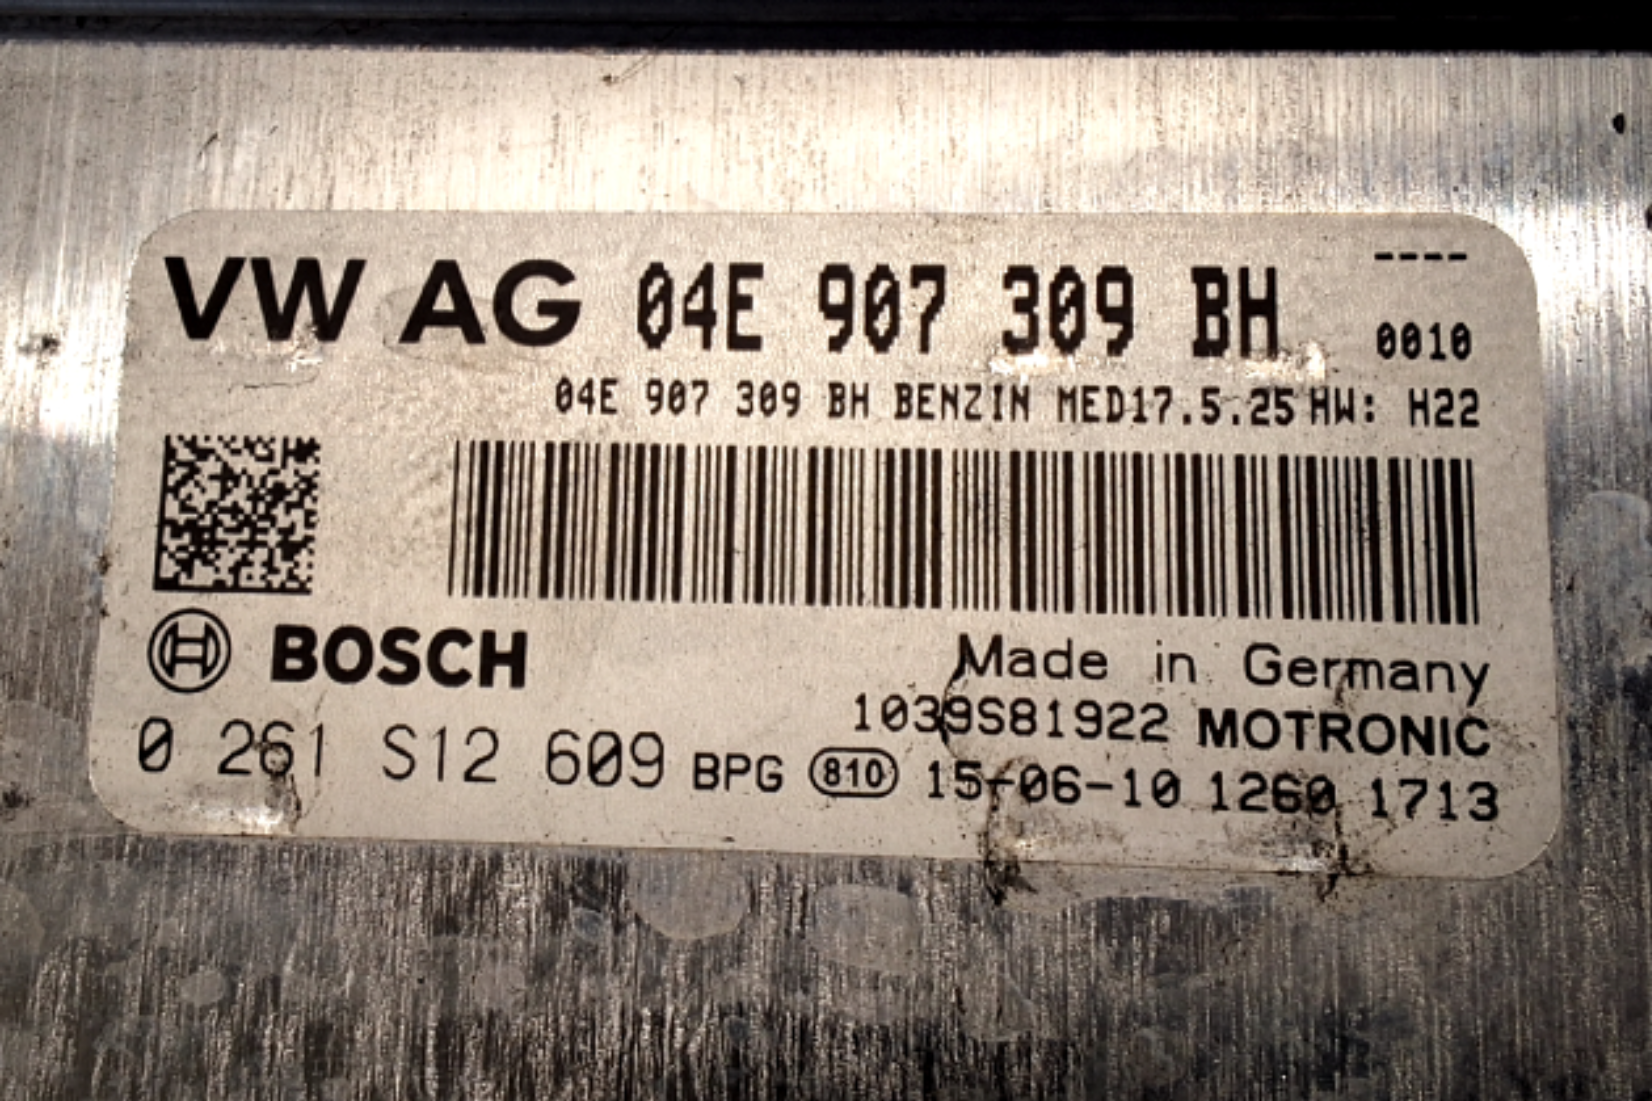 VW AG 04E 907 309 BH ----
0010
04E 907 309 BH BENZIN MED17.5.25 HW: H22
BOSCH
Made in Germany
1039S81922 MOTRONIC
0 261 S12 609 BPG 810 15-06-10 1260 1713